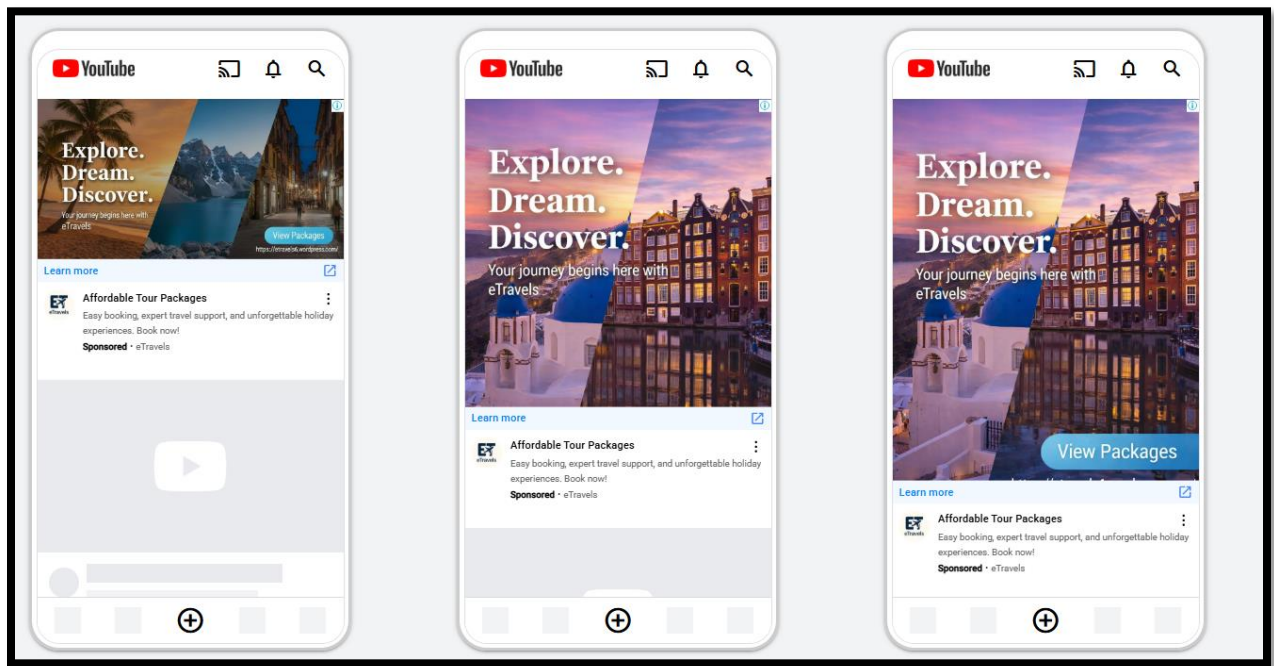 YouTube
Explore.
Dream.
Discover.
Your journey begins here with
eTravels
View Packages
Learn more
ET
eTravels
Affordable Tour Packages
Easy booking, expert travel support, and unforgettable holiday
experiences. Book now!
Sponsored · eTravels
YouTube
Explore.
Dream.
Discover.
Your journey begins here with
eTravels
Learn more
ET
eTravels
Affordable Tour Packages
Easy booking, expert travel support, and unforgettable holiday
experiences. Book now!
Sponsored · eTravels
YouTube
Explore.
Dream.
Discover.
Your journey begins here with
eTravels
View Packages
Learn more
ET
eTravels
Affordable Tour Packages
Easy booking, expert travel support, and unforgettable holiday
experiences. Book now!
Sponsored · eTravels